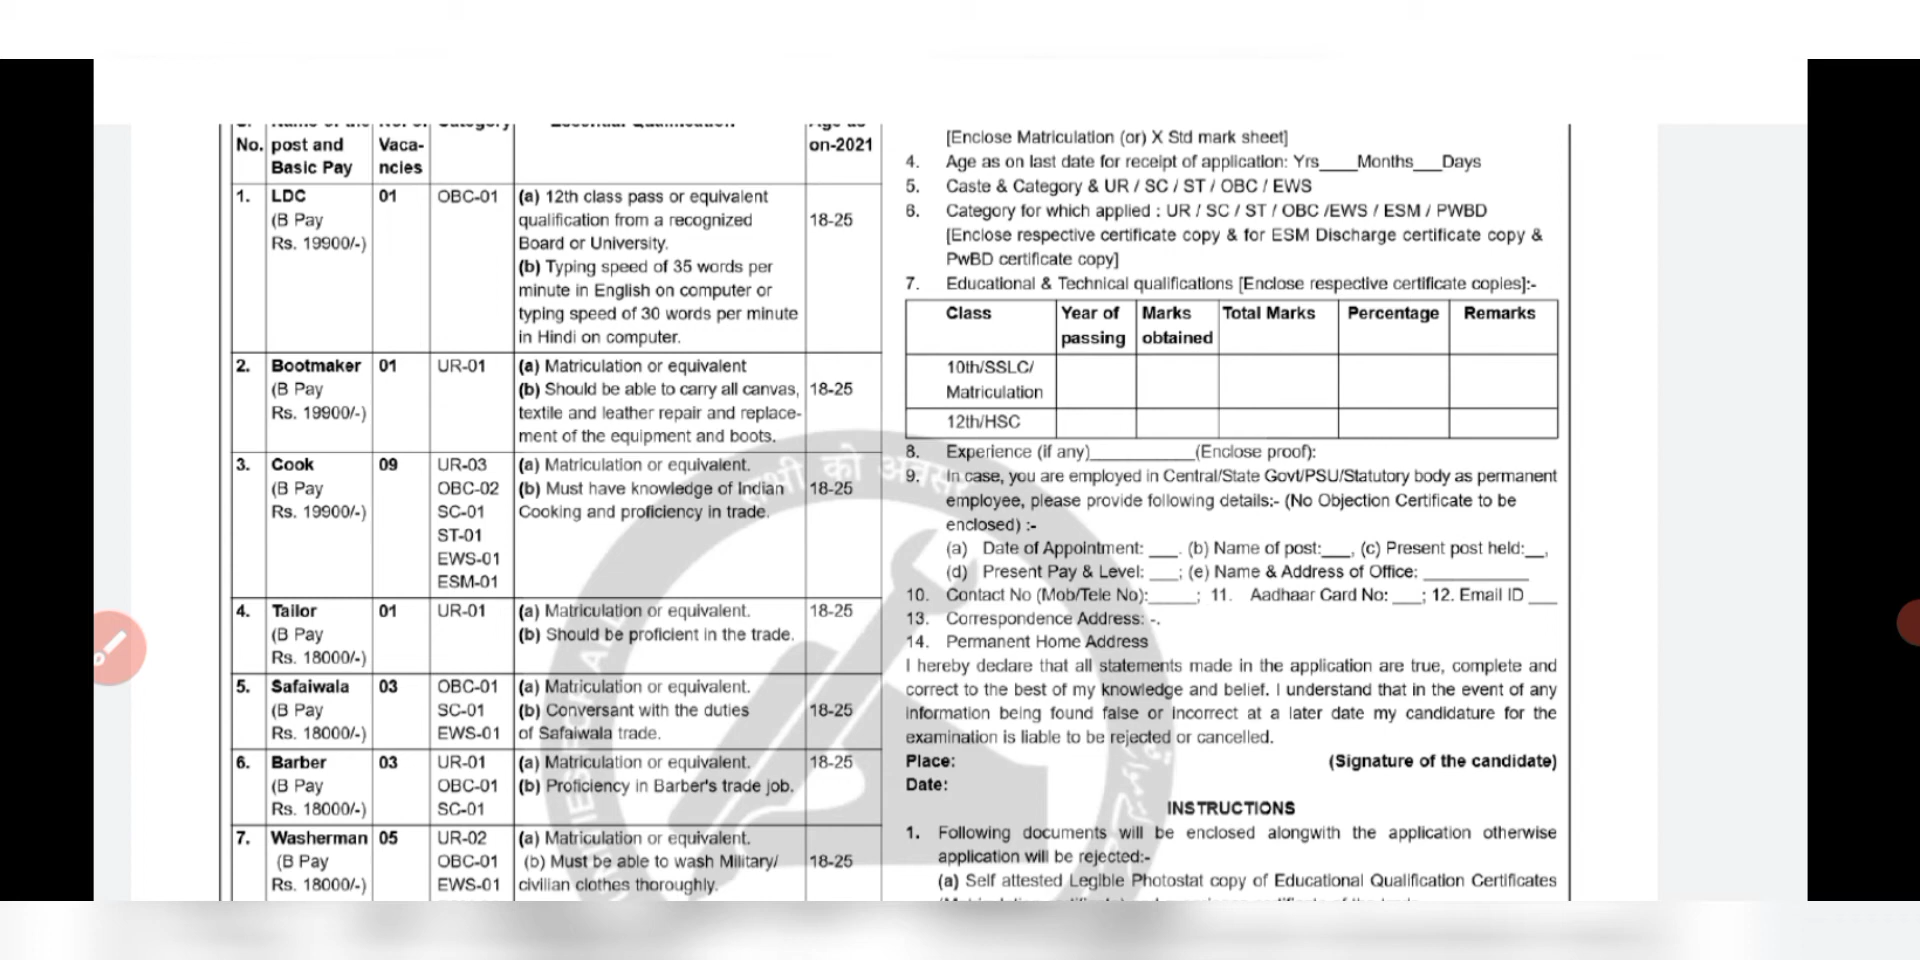 No. post and Vaca- on-2021
Basic Pay ncies
1. LDC 01 OBC-01 (a) 12th class pass or equivalent
(B Pay qualification from a recognized 18-25
Rs. 19900/-) Board or University.
(b) Typing speed of 35 words per
minute in English on computer or
typing speed of 30 words per minute
in Hindi on computer.
2. Bootmaker 01 UR-01 (a) Matriculation or equivalent
(B Pay (b) Should be able to carry all canvas, 18-25
Rs. 19900/-) textile and leather repair and replace-
ment of the equipment and boots.
3. Cook 09 UR-03 (a) Matriculation or equivalent.
(B Pay OBC-02 (b) Must have knowledge of Indian 18-25
Rs. 19900/-) SC-01 Cooking and proficiency in trade.
ST-01
EWS-01
ESM-01
4. Tailor 01 UR-01 (a) Matriculation or equivalent. 18-25
(B Pay (b) Should be proficient in the trade.
Rs. 18000/-)
5. Safaiwala 03 OBC-01 (a) Matriculation or equivalent.
(B Pay SC-01 (b) Conversant with the duties 18-25
Rs. 18000/-) EWS-01 of Safaiwala trade.
6. Barber 03 UR-01 (a) Matriculation or equivalent. 18-25
(B Pay OBC-01 (b) Proficiency in Barber's trade job.
Rs. 18000/-) SC-01
7. Washerman 05 UR-02 (a) Matriculation or equivalent.
(B Pay OBC-01 (b) Must be able to wash Military/ 18-25
Rs. 18000/-) EWS-01 civilian clothes thoroughly.
[Enclose Matriculation (or) X Std mark sheet]
4. Age as on last date for receipt of application: Yrs____Months___Days
5. Caste & Category & UR / SC / ST / OBC / EWS
6. Category for which applied : UR / SC / ST / OBC /EWS / ESM / PWBD
[Enclose respective certificate copy & for ESM Discharge certificate copy &
PwBD certificate copy]
7. Educational & Technical qualifications [Enclose respective certificate copies]:-
Class Year of Marks Total Marks Percentage Remarks
passing obtained
10th/SSLC/
Matriculation
12th/HSC
8. Experience (if any)___________(Enclose proof):
9. In case, you are employed in Central/State Govt/PSU/Statutory body as permanent
employee, please provide following details:- (No Objection Certificate to be
enclosed) :-
(a) Date of Appointment: ___. (b) Name of post:___, (c) Present post held:__,
(d) Present Pay & Level: ___; (e) Name & Address of Office: ___________
10. Contact No (Mob/Tele No):_____; 11. Aadhaar Card No: ___; 12. Email ID ___
13. Correspondence Address: -.
14. Permanent Home Address
I hereby declare that all statements made in the application are true, complete and
correct to the best of my knowledge and belief. I understand that in the event of any
information being found false or incorrect at a later date my candidature for the
examination is liable to be rejected or cancelled.
Place: (Signature of the candidate)
Date:
INSTRUCTIONS
1. Following documents will be enclosed alongwith the application otherwise
application will be rejected:-
(a) Self attested Legible Photostat copy of Educational Qualification Certificates
सभी को अवसर